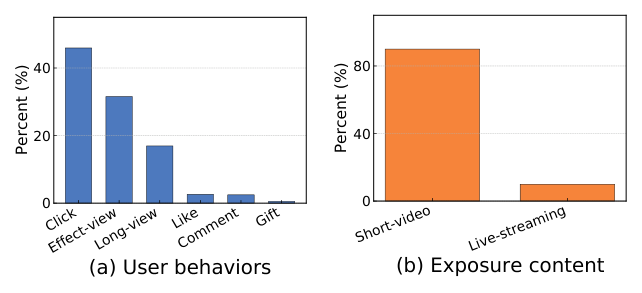 Percent (%)
40
20
0
Click
Effect-view
Long-view
Like
Comment
Gift
(a) User behaviors
Percent (%)
80
40
0
Short-video
Live-streaming
(b) Exposure content